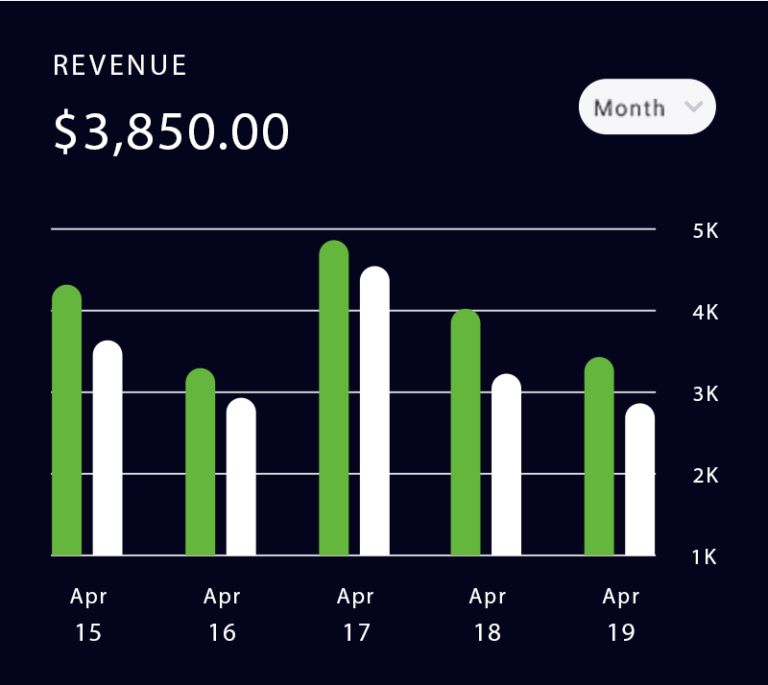 REVENUE
$3,850.00
Month
5K
4K
3K
2K
1K
Apr Apr Apr Apr Apr
15 16 17 18 19